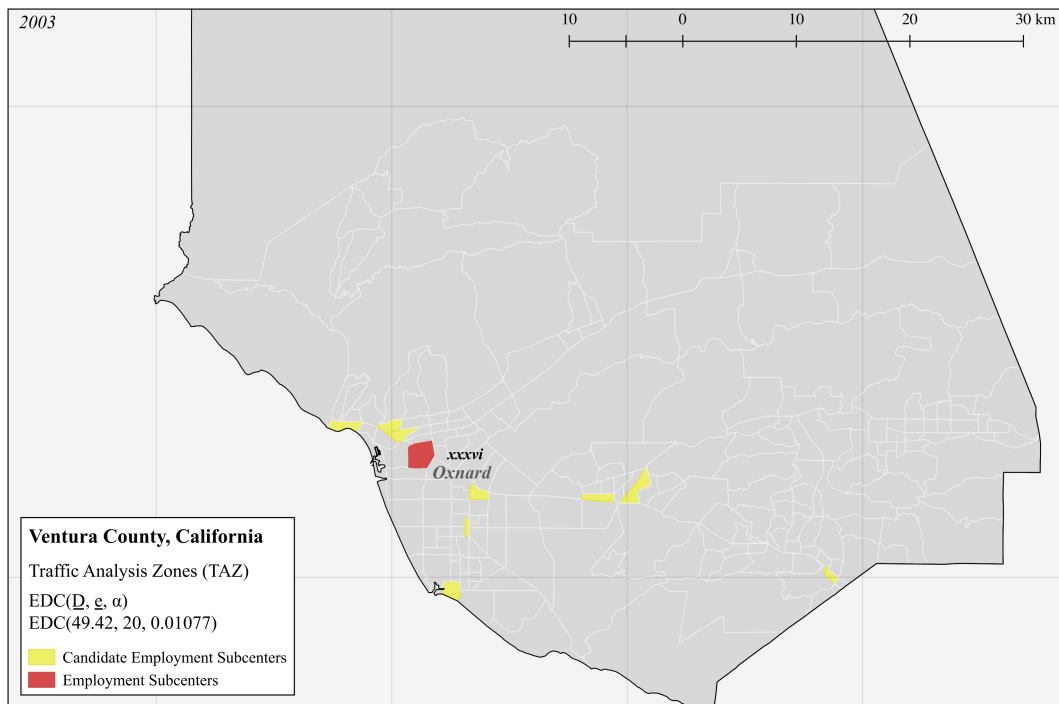 2003
10 0 10 20 30 km
xxxvi
Oxnard
Ventura County, California
Traffic Analysis Zones (TAZ)
EDC(D, e, α)
EDC(49.42, 20, 0.01077)
Candidate Employment Subcenters
Employment Subcenters